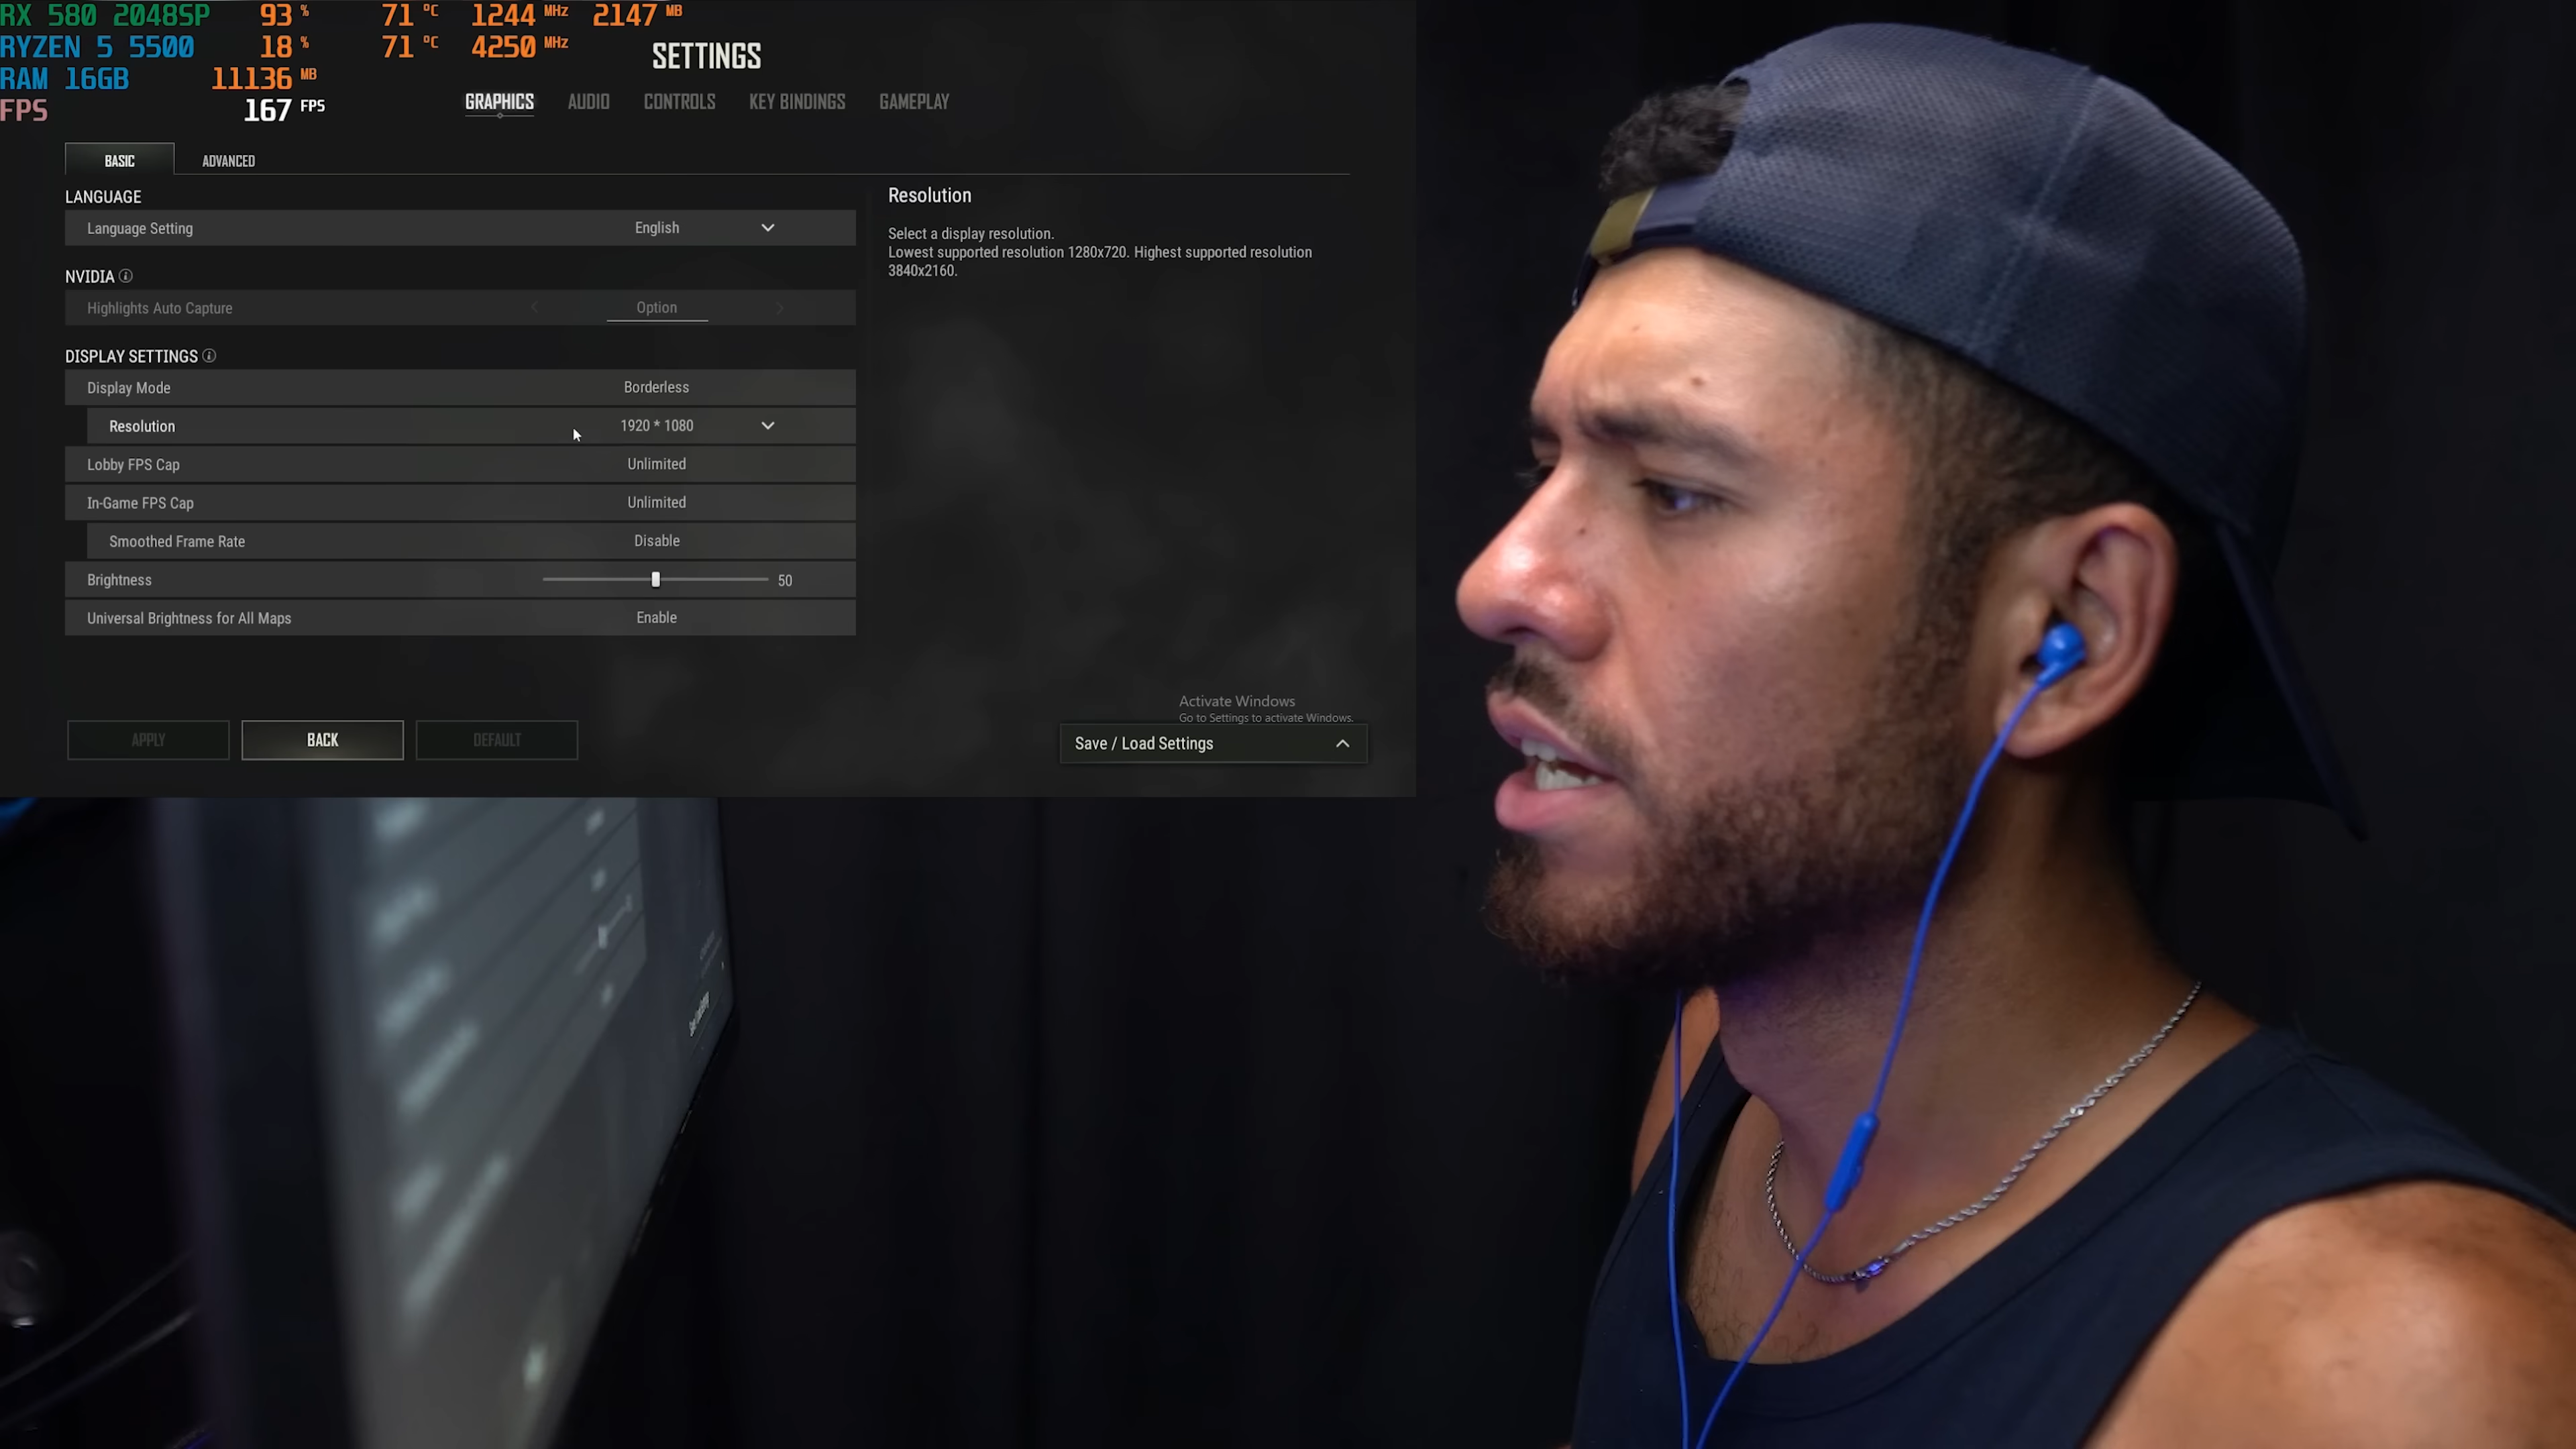 RX 580 2048SP 93 % 71 °C 1244 MHz 2147 MB
RYZEN 5 5500 18 % 71 °C 4250 MHz
RAM 16GB 11136 MB
FPS 167 FPS
SETTINGS
GRAPHICS AUDIO CONTROLS KEY BINDINGS GAMEPLAY
BASIC ADVANCED
LANGUAGE
Language Setting English
NVIDIA
Highlights Auto Capture Option
DISPLAY SETTINGS
Display Mode Borderless
Resolution 1920 * 1080
Lobby FPS Cap Unlimited
In-Game FPS Cap Unlimited
Smoothed Frame Rate Disable
Brightness 50
Universal Brightness for All Maps Enable
Resolution
Select a display resolution.
Lowest supported resolution 1280x720. Highest supported resolution
3840x2160.
Activate Windows
Go to Settings to activate Windows.
APPLY BACK DEFAULT
Save / Load Settings